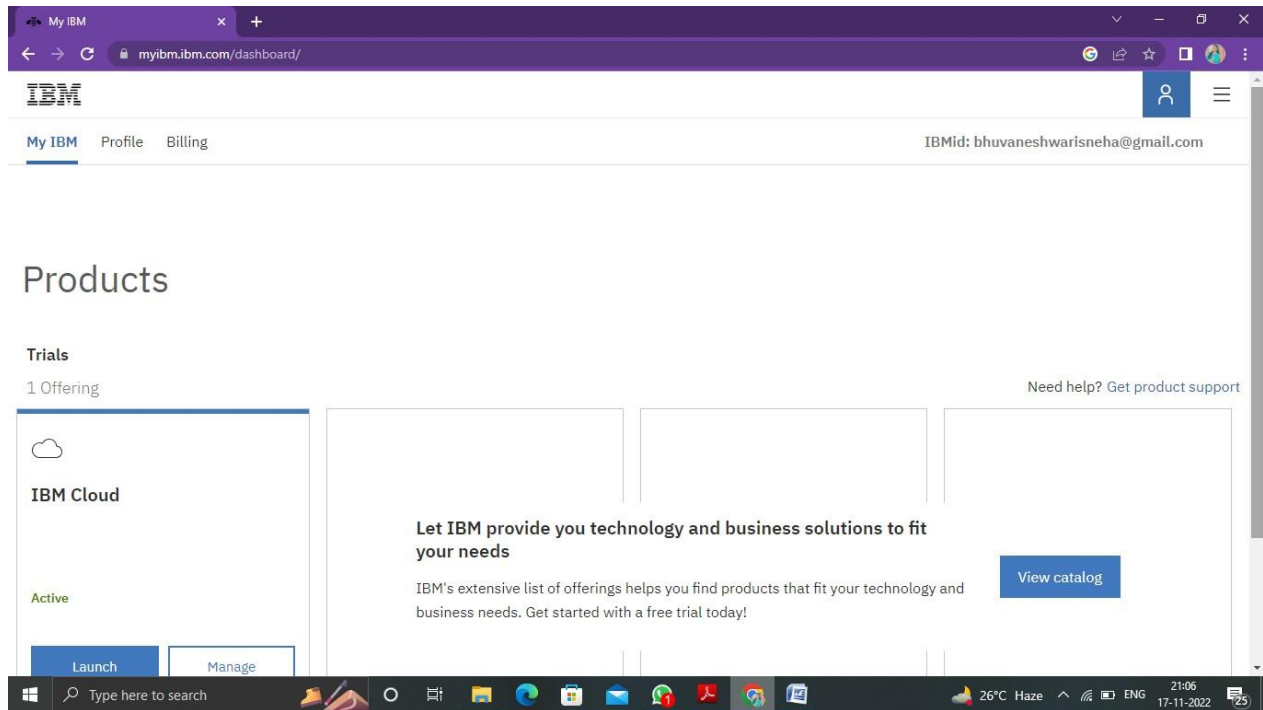 My IBM
myibm.ibm.com/dashboard/
IBM
My IBM Profile Billing IBMid: bhuvaneshwarisneha@gmail.com
Products
Trials
1 Offering Need help? Get product support
IBM Cloud
Let IBM provide you technology and business solutions to fit
your needs
View catalog
IBM's extensive list of offerings helps you find products that fit your technology and
business needs. Get started with a free trial today!
Active
Launch Manage
Type here to search 1 26°C Haze ENG 21:06
17-11-2022 25